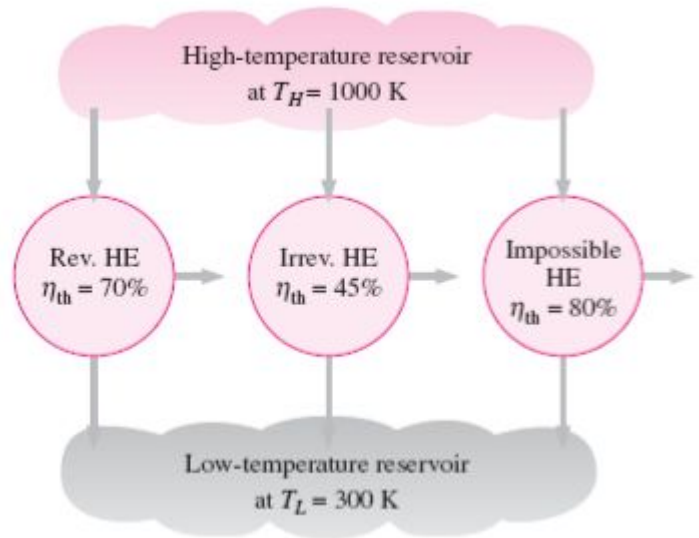 High-temperature reservoir
at T_H = 1000 K
Rev. HE
η_th = 70%
Irrev. HE
η_th = 45%
Impossible
HE
η_th = 80%
Low-temperature reservoir
at T_L = 300 K